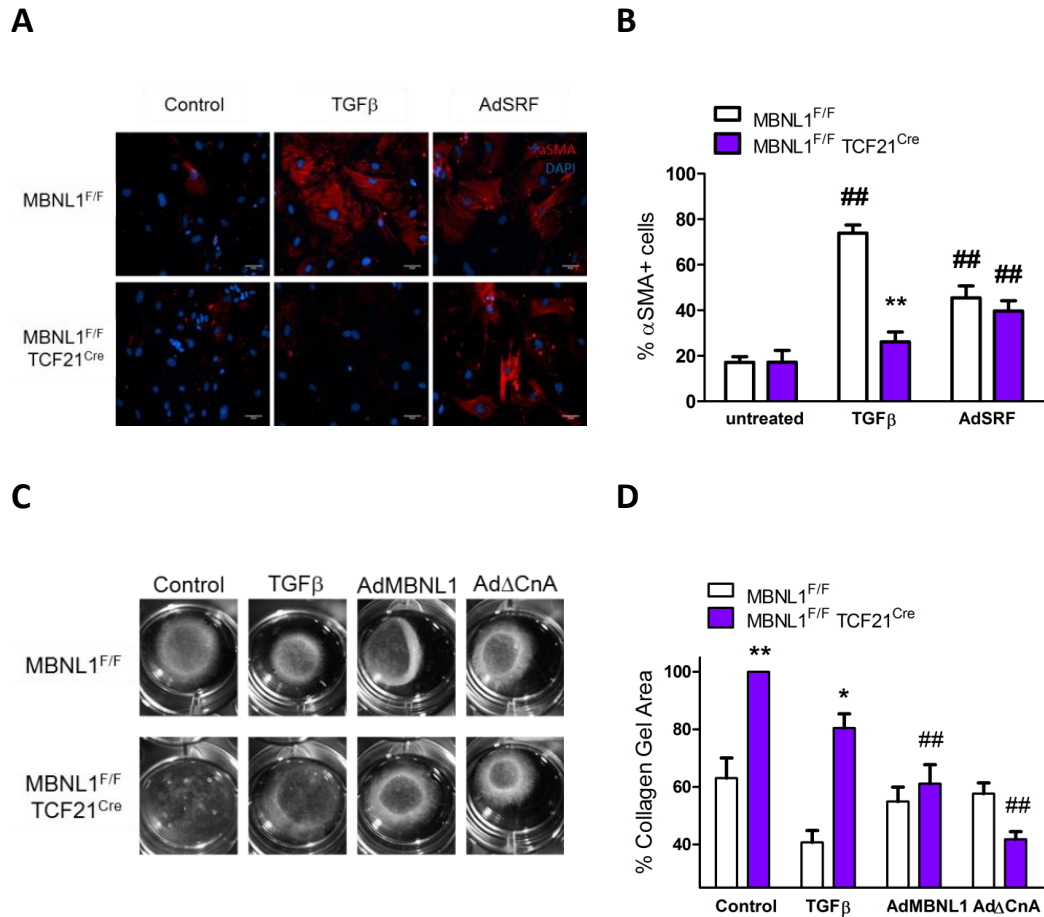 A
Control TGFβ AdSRF
MBNL1F/F
αSMA
DAPI
MBNL1F/F
TCF21Cre
B
MBNL1F/F
MBNL1F/F TCF21Cre
% αSMA+ cells
100
80
60
40
20
0
##
**
##
##
untreated TGFβ AdSRF
C
Control TGFβ AdMBNL1 AdΔCnA
MBNL1F/F
MBNL1F/F
TCF21Cre
D
MBNL1F/F
MBNL1F/F TCF21Cre
% Collagen Gel Area
100
80
60
40
**
*
##
##
Control TGFβ AdMBNL1 AdΔCnA